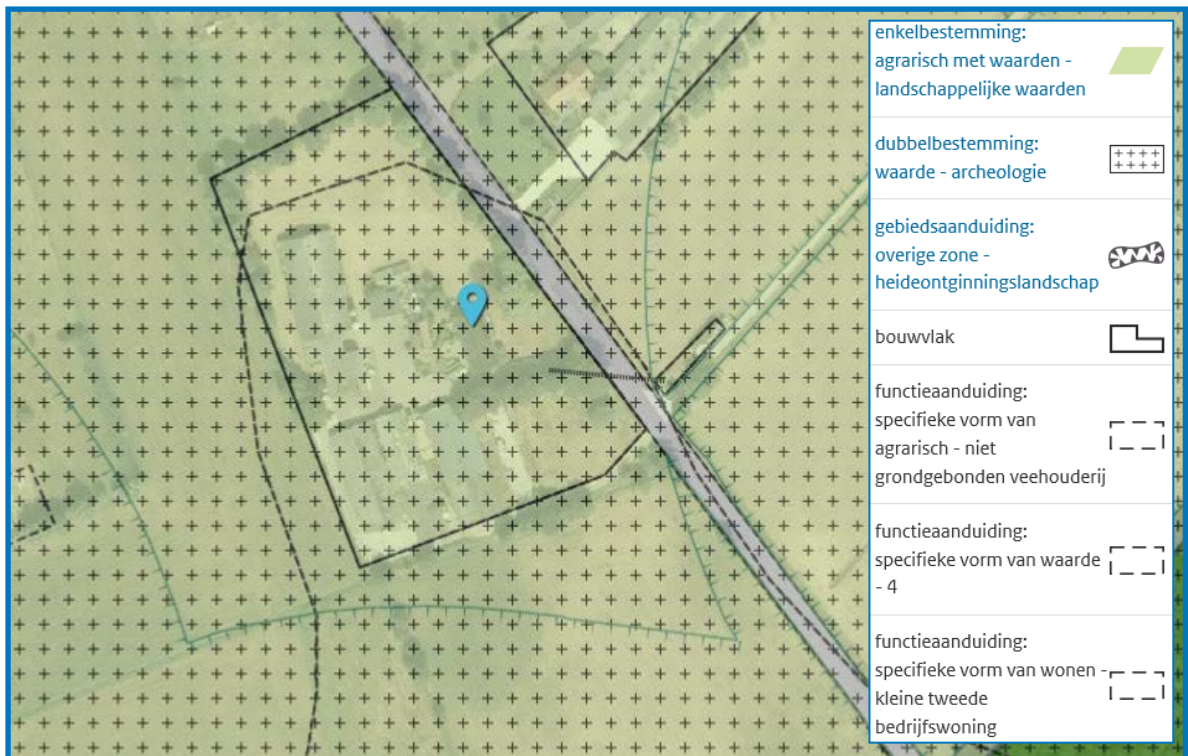 enkelbestemming:
agrarisch met waarden -
landschappelijke waarden
dubbelbestemming:
waarde - archeologie
gebiedsaanduiding:
overige zone -
heideontginningslandschap
bouwvlak
functieaanduiding:
specifieke vorm van
agrarisch - niet
grondgebonden veehouderij
functieaanduiding:
specifieke vorm van waarde
- 4
functieaanduiding:
specifieke vorm van wonen -
kleine tweede
bedrijfswoning